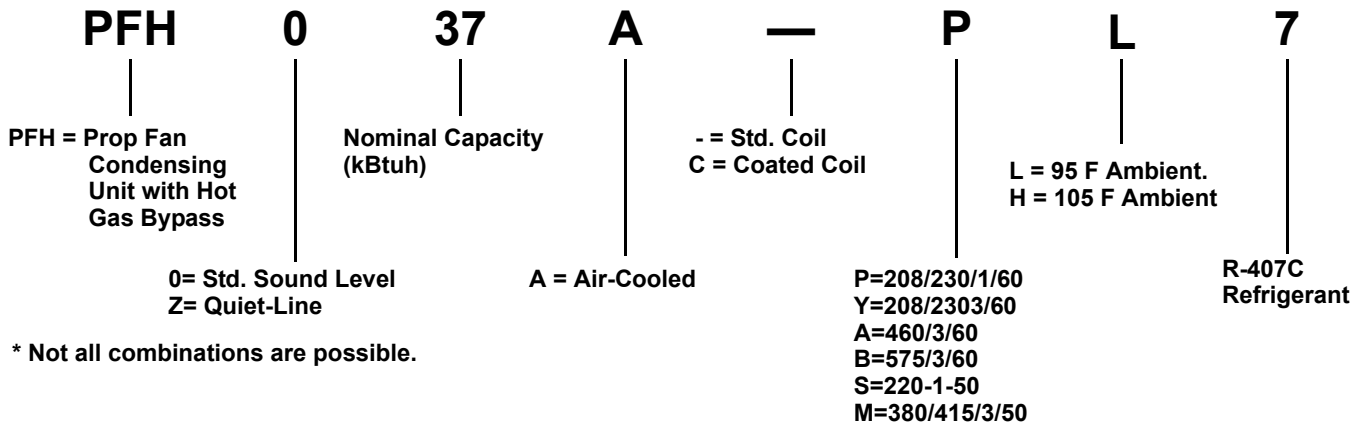 PFH 0 37 A — P L 7
PFH = Prop Fan
Condensing
Unit with Hot
Gas Bypass
Nominal Capacity
(kBtuh)
- = Std. Coil
C = Coated Coil
L = 95 F Ambient.
H = 105 F Ambient
0= Std. Sound Level
Z= Quiet-Line
A = Air-Cooled
P=208/230/1/60
Y=208/2303/60
A=460/3/60
B=575/3/60
S=220-1-50
M=380/415/3/50
R-407C
Refrigerant
* Not all combinations are possible.